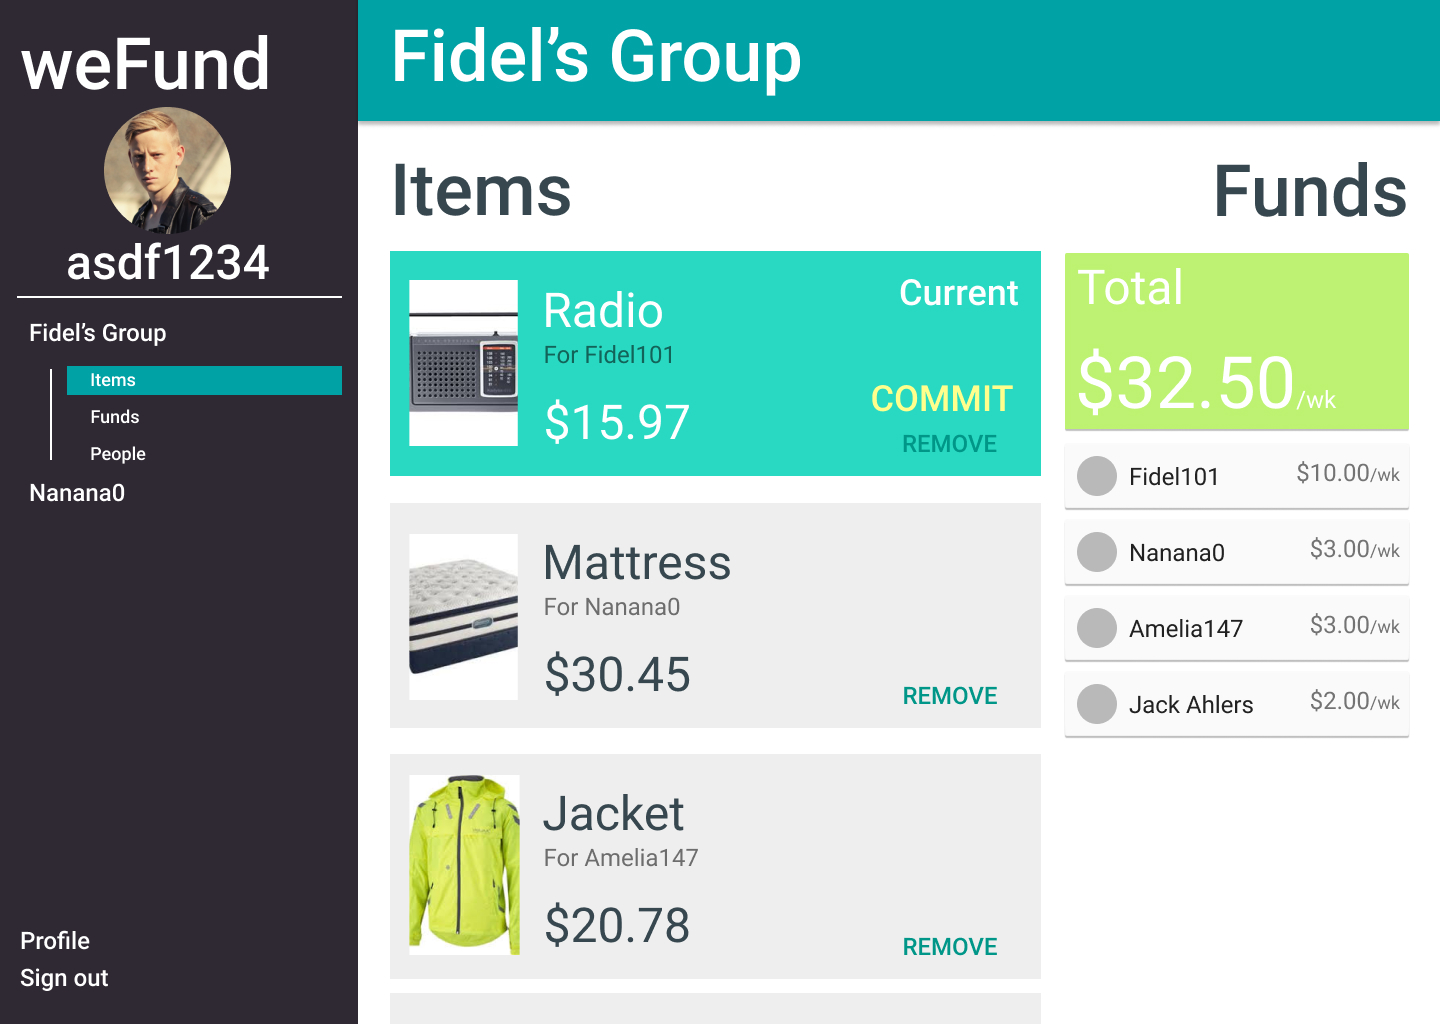 weFund
asdf1234
Fidel’s Group
Items
Funds
People
Nanana0
Profile
Sign out
Fidel’s Group
Items
Radio
For Fidel101
$15.97
Current
COMMIT
REMOVE
Mattress
For Nanana0
$30.45
REMOVE
Jacket
For Amelia147
$20.78
REMOVE
Funds
Total
$32.50/wk
Fidel101 $10.00/wk
Nanana0 $3.00/wk
Amelia147 $3.00/wk
Jack Ahlers $2.00/wk